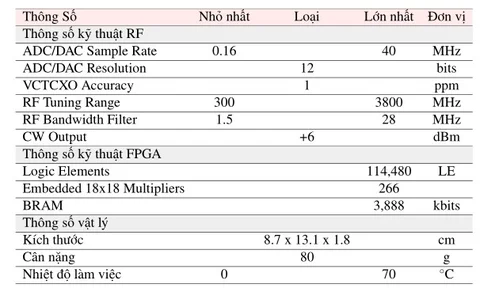 Thông Số Nhỏ nhất Loại Lớn nhất Đơn vị
Thông số kỹ thuật RF
ADC/DAC Sample Rate 0.16 40 MHz
ADC/DAC Resolution 12 bits
VCTCXO Accuracy 1 ppm
RF Tuning Range 300 3800 MHz
RF Bandwidth Filter 1.5 28 MHz
CW Output +6 dBm
Thông số kỹ thuật FPGA
Logic Elements 114,480 LE
Embedded 18x18 Multipliers 266
BRAM 3,888 kbits
Thông số vật lý
Kích thước 8.7 x 13.1 x 1.8 cm
Cân nặng 80 g
Nhiệt độ làm việc 0 70 °C